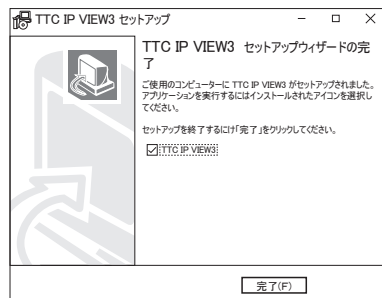 TTC IP VIEW3 セットアップ
TTC IP VIEW3 セットアップウィザードの完
了
ご使用のコンピューターに TTC IP VIEW3 がセットアップされました。
アプリケーションを実行するにはインストールされたアイコンを選択し
てください。
セットアップを終了するには「完了」をクリックしてください。
TTC IP VIEW3
完了(F)